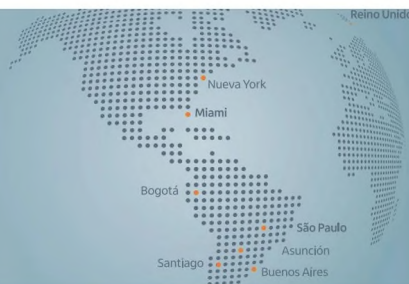 Reino Unido
Nueva York
Miami
Bogotá
São Paulo
Asunción
Santiago
Buenos Aires